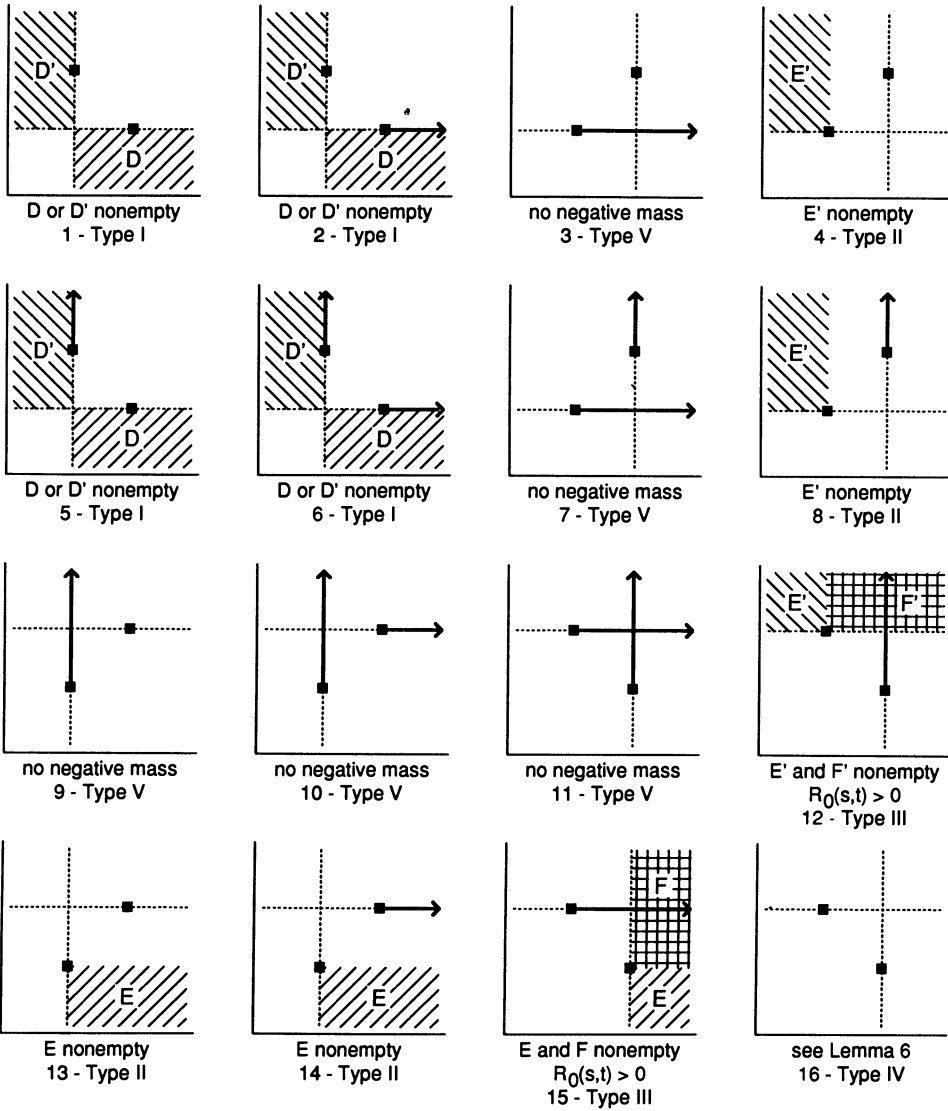 D'
D
D or D' nonempty
1 - Type I
D'
D
D or D' nonempty
2 - Type I
no negative mass
3 - Type V
E'
E' nonempty
4 - Type II
D'
D
D or D' nonempty
5 - Type I
D'
D
D or D' nonempty
6 - Type I
no negative mass
7 - Type V
E'
E' nonempty
8 - Type II
no negative mass
9 - Type V
no negative mass
10 - Type V
no negative mass
11 - Type V
E' F'
E' and F' nonempty
R0(s,t) > 0
12 - Type III
E
E nonempty
13 - Type II
E
E nonempty
14 - Type II
F
E
E and F nonempty
R0(s,t) > 0
15 - Type III
see Lemma 6
16 - Type IV